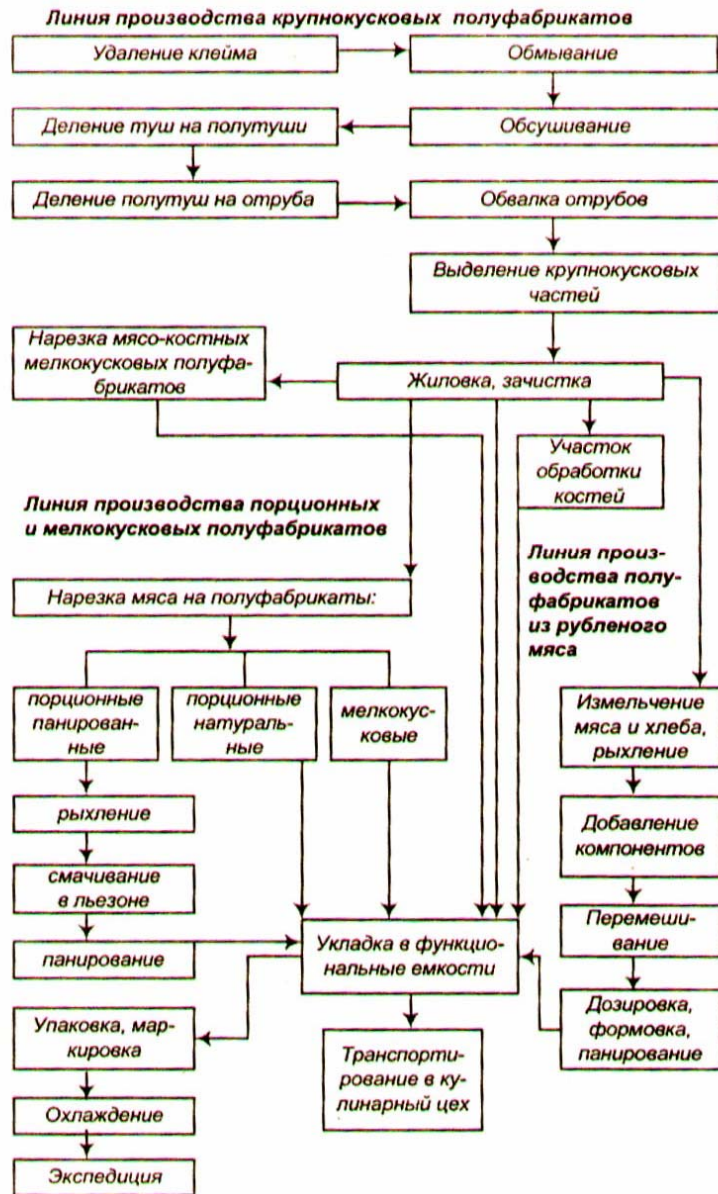 Линия производства крупнокусковых полуфабрикатов
Удаление клейма
Обмывание
Деление туш на полутуши
Обсушивание
Деление полутуш на отруба
Обвалка отрубов
Выделение крупнокусковых
частей
Нарезка мясо-костных
мелкокусковых полуфа-
брикатов
Жиловка, зачистка
Участок
обработки
костей
Линия производства порционных
и мелкокусковых полуфабрикатов
Линия произ-
водства полу-
фабрикатов
из рубленого
мяса
Нарезка мяса на полуфабрикаты:
порционные
панирован-
ные
порционные
натураль-
ные
мелкокус-
ковые
Измельчение
мяса и хлеба,
рыхление
рыхление
Добавление
компонентов
смачивание
в льезоне
Перемеши-
вание
панирование
Укладка в функцио-
нальные емкости
Дозировка,
формовка,
панирование
Упаковка, мар-
кировка
Транспорти-
рование в ку-
линарный цех
Охлаждение
Экспедиция